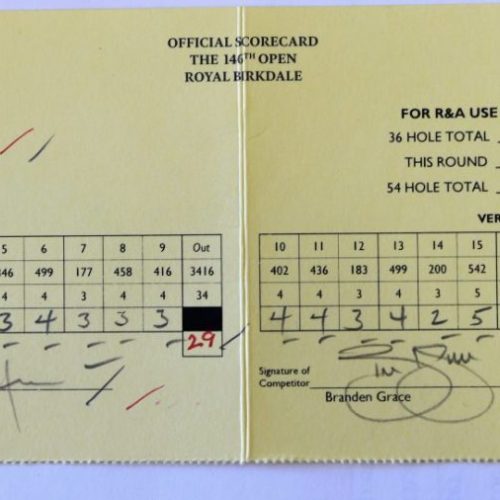 OFFICIAL SCORECARD
THE 146TH OPEN
ROYAL BIRKDALE
FOR R&A USE
36 HOLE TOTAL
THIS ROUND
54 HOLE TOTAL
VER
5 6 7 8 9 Out
346 499 177 458 416 3416
4 4 3 4 4 34
3 4 3 3 3
29
10 11 12 13 14 15
402 436 183 499 200 542
4 4 3 4 3 5
4 4 3 4 2 5
Signature of
Competitor
Branden Grace